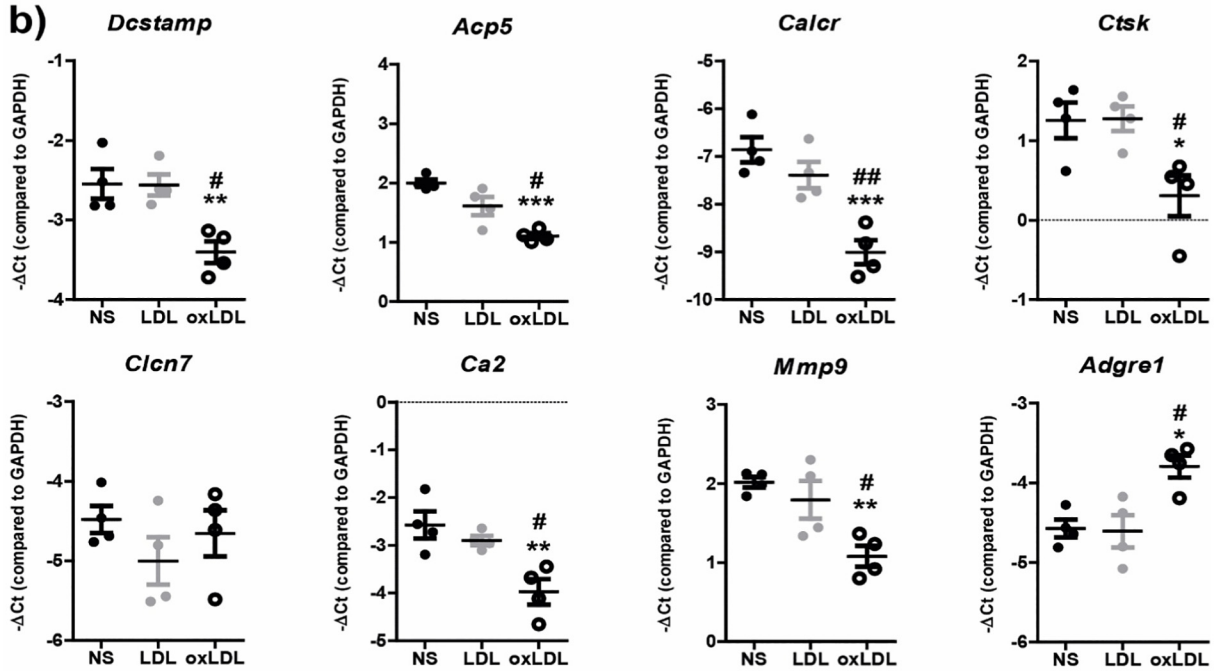 b)
Dcstamp
-ΔCt (compared to GAPDH)
-1
-2
-3
-4
#
**
NS LDL oxLDL
Acp5
-ΔCt (compared to GAPDH)
4
3
2
1
0
#
***
NS LDL oxLDL
Calcr
-ΔCt (compared to GAPDH)
-5
-6
-7
-8
-9
-10
##
***
NS LDL oxLDL
Ctsk
-ΔCt (compared to GAPDH)
2
1
0
-1
#
*
NS LDL oxLDL
Clcn7
-ΔCt (compared to GAPDH)
-3
-4
-5
-6
NS LDL oxLDL
Ca2
-ΔCt (compared to GAPDH)
0
-1
-2
-3
-4
-5
#
**
NS LDL oxLDL
Mmp9
-ΔCt (compared to GAPDH)
3
2
1
0
#
**
NS LDL oxLDL
Adgre1
-ΔCt (compared to GAPDH)
-3
-4
-5
-6
#
*
NS LDL oxLDL